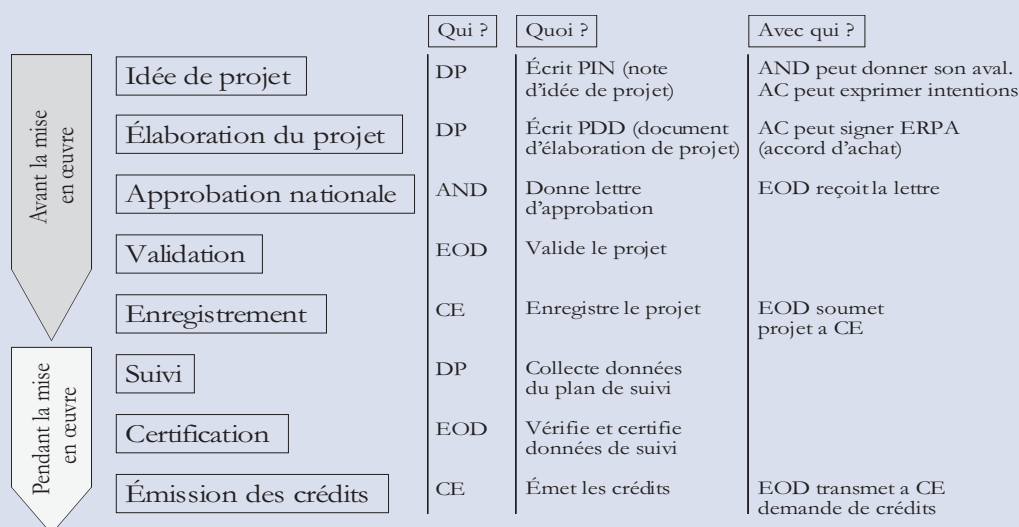 Qui ?
Quoi ?
Avec qui ?
Avant la mise
en œuvre
Idée de projet
DP
Écrit PIN (note
d'idée de projet)
AND peut donner son aval.
AC peut exprimer intentions
Élaboration du projet
DP
Écrit PDD (document
d'élaboration de projet)
AC peut signer ERPA
(accord d'achat)
Approbation nationale
AND
Donne lettre
d'approbation
EOD reçoit la lettre
Validation
EOD
Valide le projet
Enregistrement
CE
Enregistre le projet
EOD soumet
projet a CE
Pendant la mise
en œuvre
Suivi
DP
Collecte données
du plan de suivi
Certification
EOD
Vérifie et certifie
données de suivi
Émission des crédits
CE
Émet les crédits
EOD transmet a CE
demande de crédits